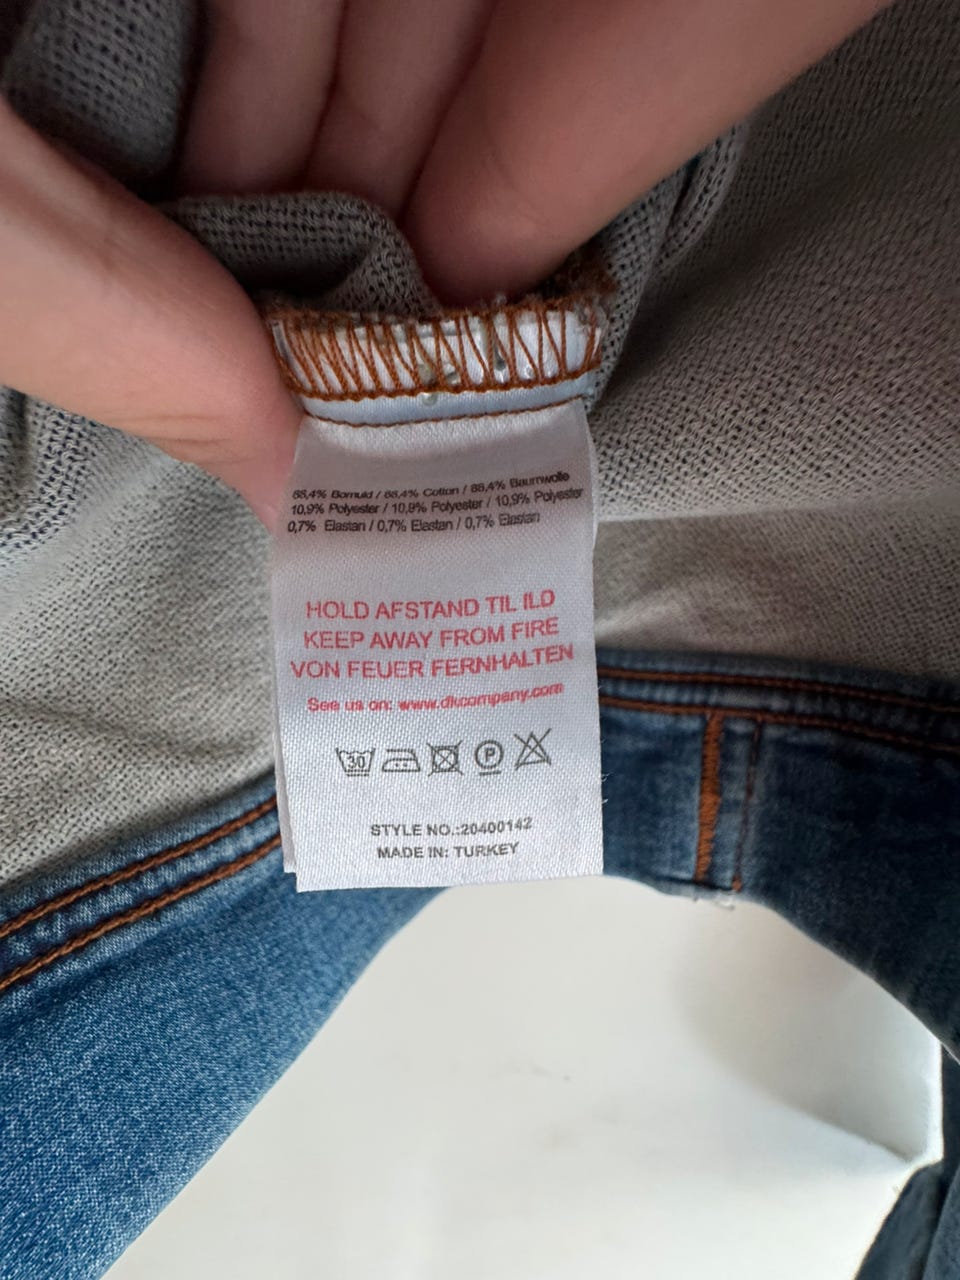 88,4% Bomuld / 88,4% Cotton / 88,4% Baumwolle
10,9% Polyester / 10,9% Polyester / 10,9% Polyester
0,7% Elastan / 0,7% Elastan / 0,7% Elastan
HOLD AFSTAND TIL ILD
KEEP AWAY FROM FIRE
VON FEUER FERNHALTEN
See us on: www.dkcompany.com
30 P
STYLE NO.:20400142
MADE IN: TURKEY